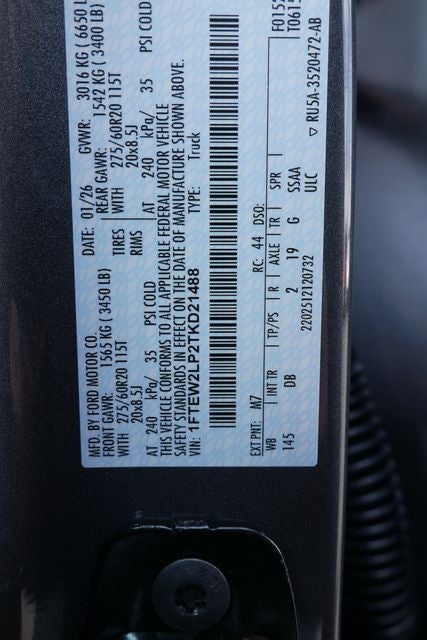 MFD. BY FORD MOTOR CO.
DATE: 01/26 GVWR: 3016 KG ( 6650 L
FRONT GAWR: 1565 KG ( 3450 LB)
REAR GAWR: 1542 KG ( 3400 LB)
WITH 275/60R20 115T TIRES WITH 275/60R20 115T
20x8.5J RIMS 20x8.5J
AT 240 kPa/ 35 PSI COLD AT 240 kPa/ 35 PSI COLD
THIS VEHICLE CONFORMS TO ALL APPLICABLE FEDERAL MOTOR VEHICLE
SAFETY STANDARDS IN EFFECT ON THE DATE OF MANUFACTURE SHOWN ABOVE.
VIN: 1FTEW2LP2TKD21488 TYPE: Truck
F0152
T0615
EXT PNT: M7 RC: 44 DSO:
WB INT TR TP/PS R AXLE TR SPR
145 DB 2 19 G SSAA
2202512120732 ULC
RU5A-3520472-AB